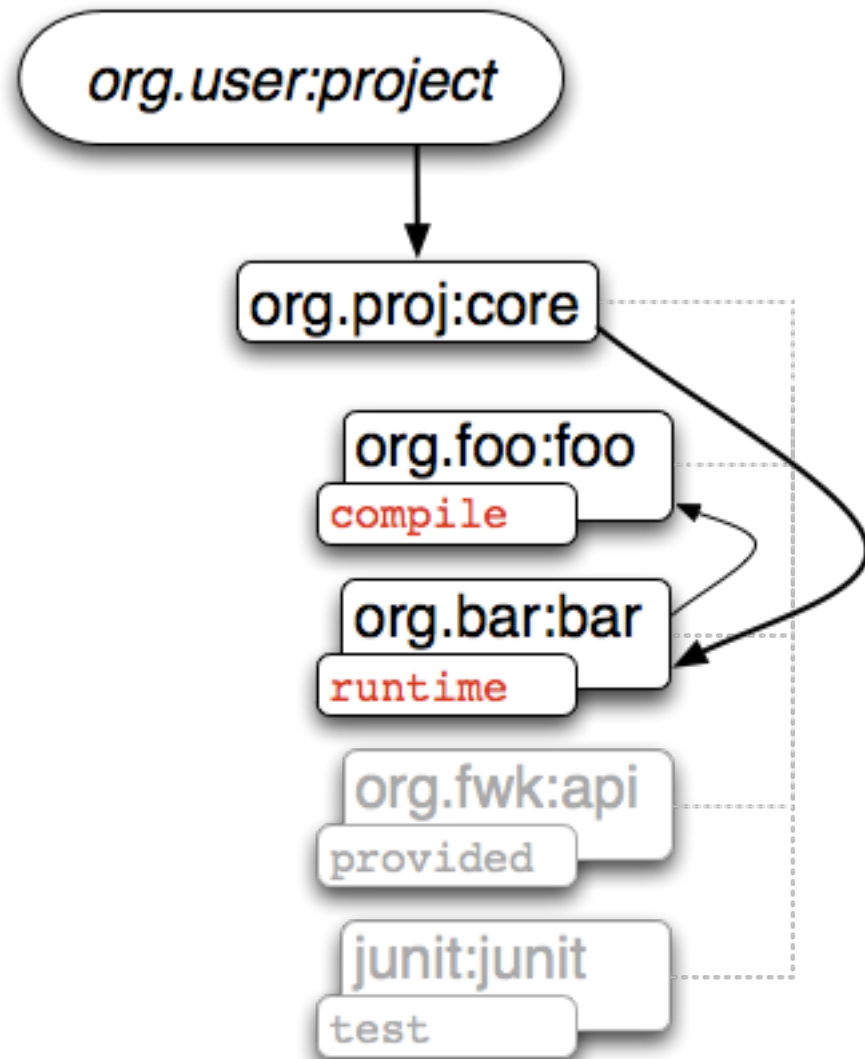 org.user:project
org.proj:core
org.foo:foo
compile
org.bar:bar
runtime
org.fwk:api
provided
junit:junit
test